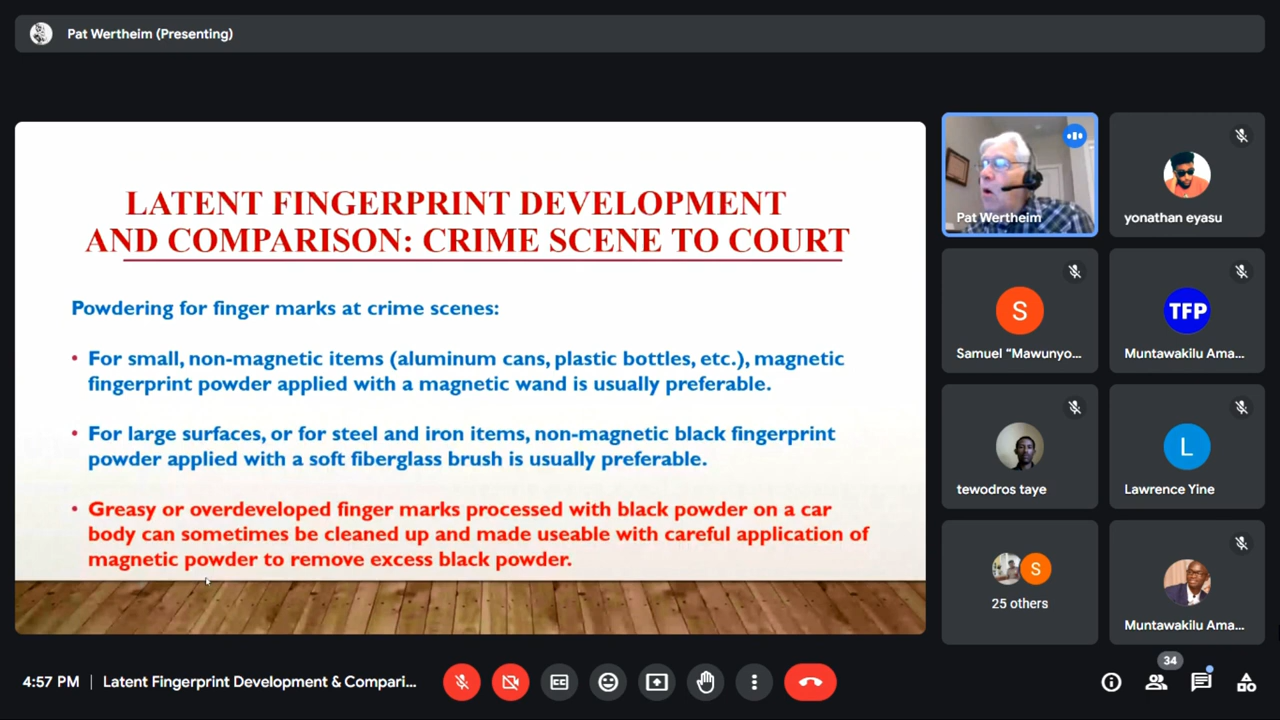 Pat Wertheim (Presenting)
LATENT FINGERPRINT DEVELOPMENT
AND COMPARISON: CRIME SCENE TO COURT
Powdering for finger marks at crime scenes:
• For small, non-magnetic items (aluminum cans, plastic bottles, etc.), magnetic
fingerprint powder applied with a magnetic wand is usually preferable.
• For large surfaces, or for steel and iron items, non-magnetic black fingerprint
powder applied with a soft fiberglass brush is usually preferable.
• Greasy or overdeveloped finger marks processed with black powder on a car
body can sometimes be cleaned up and made useable with careful application of
magnetic powder to remove excess black powder.
Pat Wertheim
yonathan eyasu
S
Samuel “Mawunyo...
TFP
Muntawakilu Ama...
tewodros taye
L
Lawrence Yine
S
25 others
Muntawakilu Ama...
4:57 PM | Latent Fingerprint Development & Compari...
CC
34